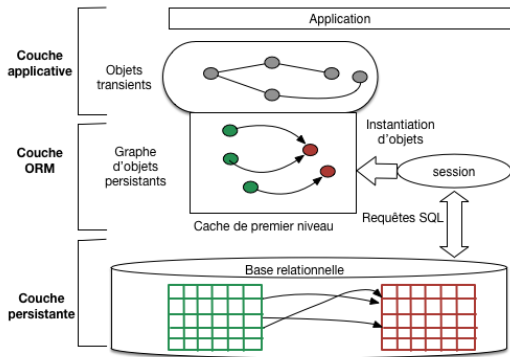 Application
Couche
applicative
Objets
transients
Couche
ORM
Graphe
d'objets
persistants
Instantiation
d'objets
session
Cache de premier niveau
Requêtes SQL
Couche
persistante
Base relationnelle